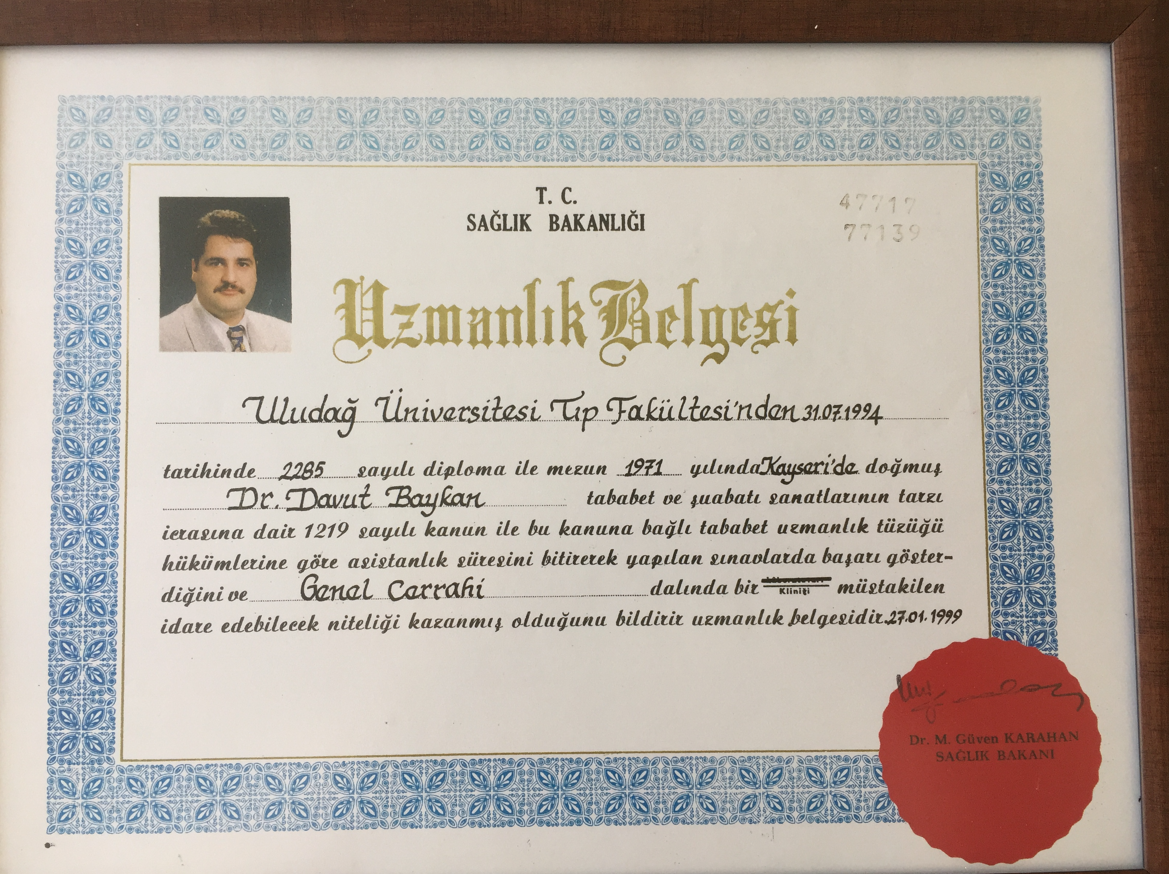 T. C.
SAĞLIK BAKANLIĞI
47717
77139
Uzmanlık Belgesi
Uludağ Üniversitesi Tıp Fakültesi'nden 31.07.1994
tarihinde 2285 sayılı diploma ile mezun 1971 yılında Kayseri'de doğmuş
Dr. Davut Baykan tababet ve şuabatı sanatlarının tarzı
icrasına dair 1219 sayılı kanun ile bu kanuna bağlı tababet uzmanlık tüzüğü
hükümlerine göre asistanlık süresini bitirerek yapılan sınavlarda başarı göster-
diğini ve Genel Cerrahi dalında bir Kliniği müstakilen
idare edebilecek niteliği kazanmış olduğunu bildirir uzmanlık belgesidir. 27.01.1999
Dr. M. Güven KARAHAN
SAĞLIK BAKANI